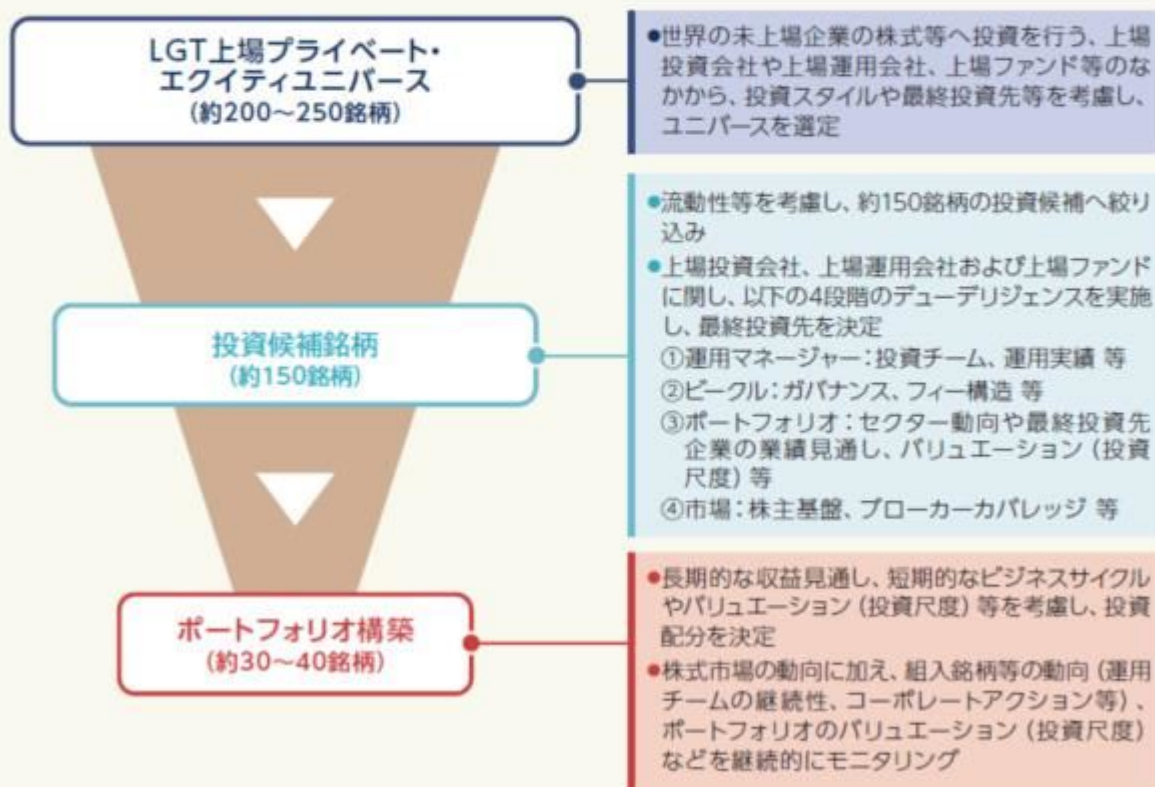 LGT上場プライベート・
エクイティユニバース
(約200〜250銘柄)
●世界の未上場企業の株式等へ投資を行う、上場
投資会社や上場運用会社、上場ファンド等のな
かから、投資スタイルや最終投資先等を考慮し、
ユニバースを選定
投資候補銘柄
(約150銘柄)
●流動性等を考慮し、約150銘柄の投資候補へ絞り
込み
●上場投資会社、上場運用会社および上場ファンド
に関し、以下の4段階のデューデリジェンスを実施
し、最終投資先を決定
①運用マネージャー：投資チーム、運用実績 等
②ビークル：ガバナンス、フィー構造 等
③ポートフォリオ：セクター動向や最終投資先
企業の業績見通し、バリュエーション（投資
尺度）等
④市場：株主基盤、ブローカーカバレッジ 等
ポートフォリオ構築
(約30〜40銘柄)
●長期的な収益見通し、短期的なビジネスサイクル
やバリュエーション（投資尺度）等を考慮し、投資
配分を決定
●株式市場の動向に加え、組入銘柄等の動向（運用
チームの継続性、コーポレートアクション等）、
ポートフォリオのバリュエーション（投資尺度）
などを継続的にモニタリング